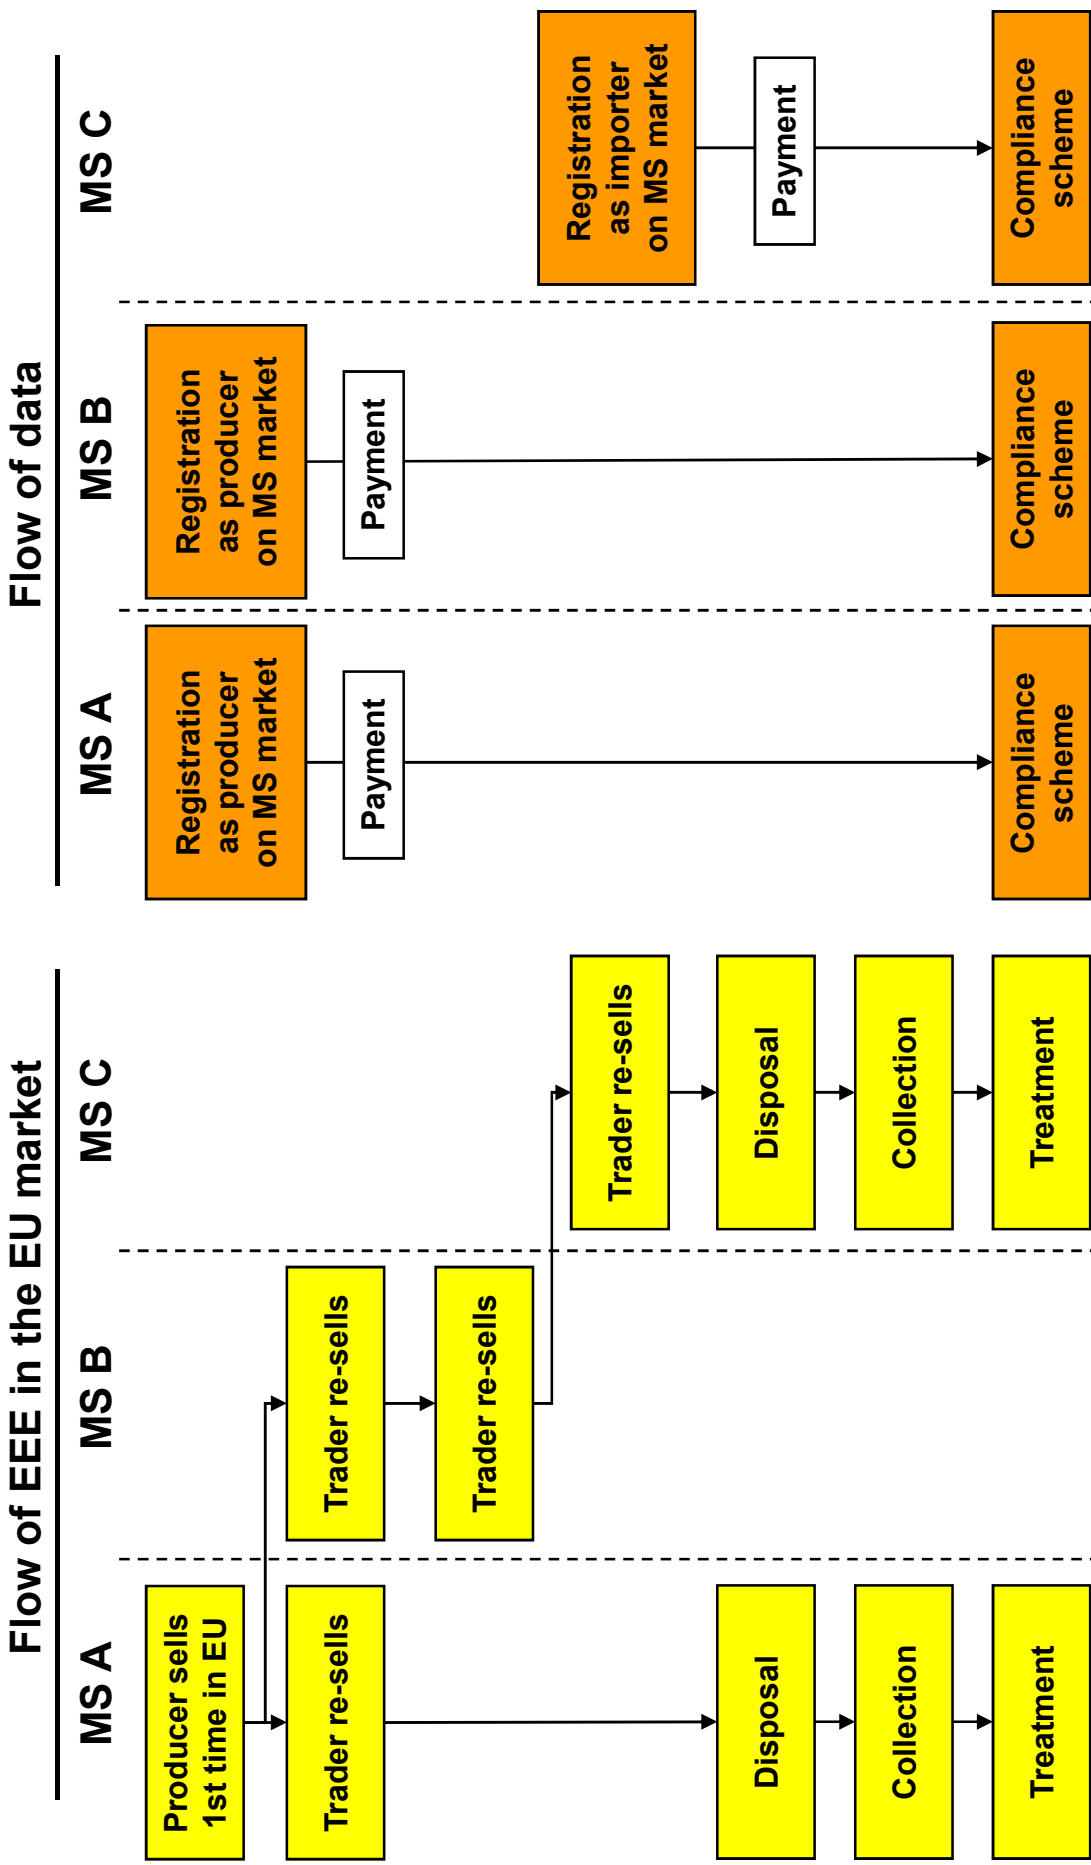 Flow of EEE in the EU market
MS A
MS B
MS C
Producer sells
1st time in EU
Trader re-sells
Disposal
Collection
Treatment
Trader re-sells
Trader re-sells
Trader re-sells
Disposal
Collection
Treatment
Flow of data
MS A
MS B
MS C
Registration
as producer
on MS market
Payment
Compliance
scheme
Registration
as producer
on MS market
Payment
Compliance
scheme
Registration
as importer
on MS market
Payment
Compliance
scheme